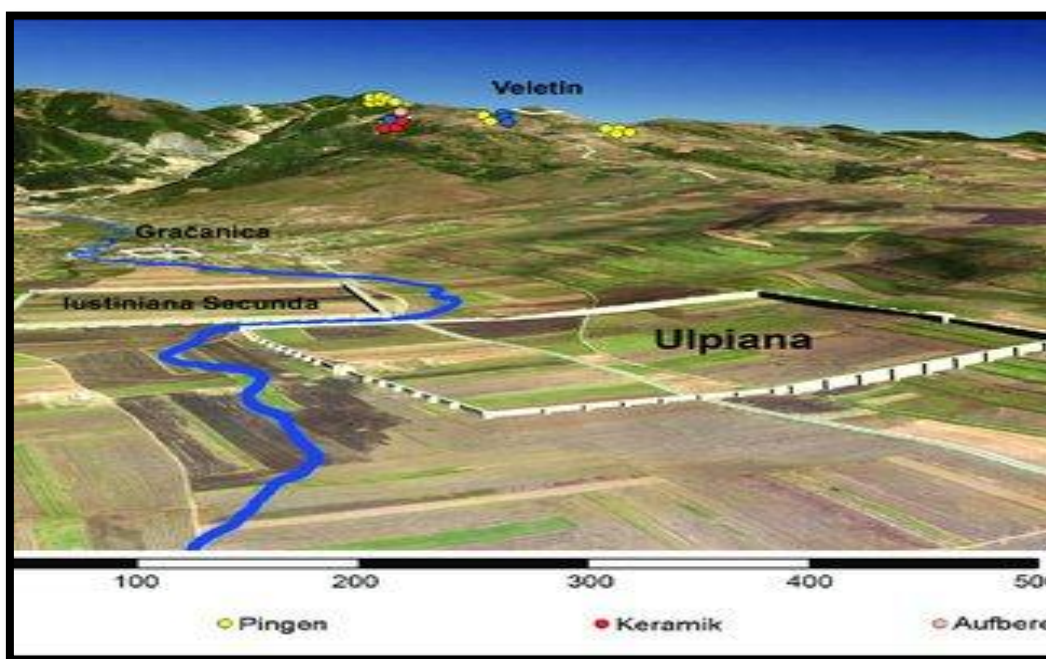 Veletin
Gračanica
Iustiniana Secunda
Ulpiana
100 200 300 400
Pingen Keramik